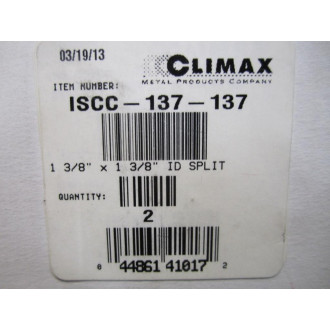 03/19/13
CLIMAX
METAL PRODUCTS COMPANY
ITEM NUMBER:
ISCC-137-137
1 3/8" x 1 3/8" ID SPLIT
QUANTITY:
2
0 44861 41017 2